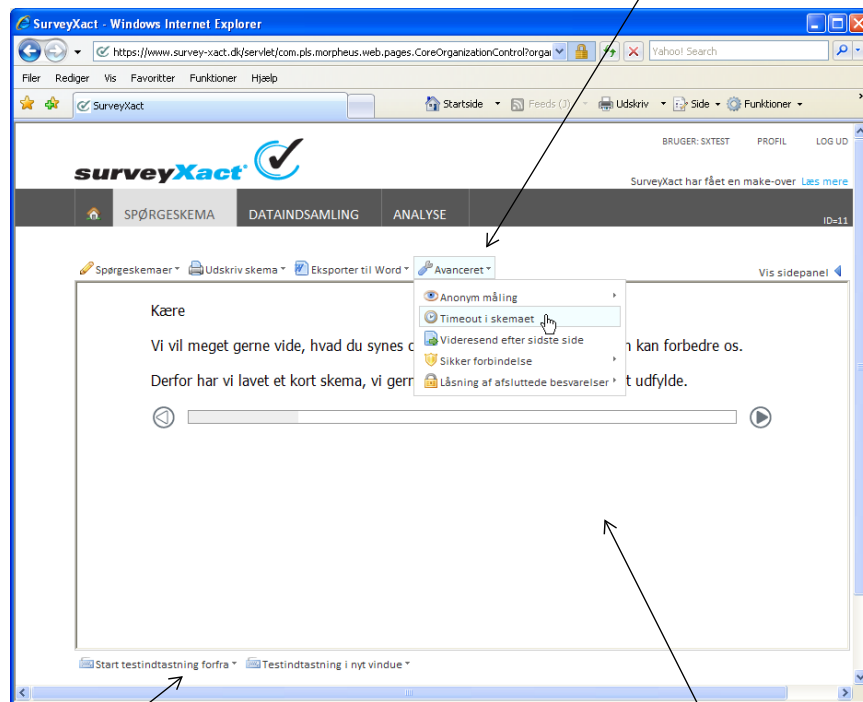 SurveyXact - Windows Internet Explorer
https://www.survey-xact.dk/servlet/com.pls.morpheus.web.pages.CoreOrganizationControl?orga
Yahoo! Search
Filer Rediger Vis Favoritter Funktioner Hjælp
SurveyXact
Startside Feeds (J) Udskriv Side Funktioner
BRUGER: SXTEST PROFIL LOG UD
surveyXact
SurveyXact har fået en make-over Læs mere
SPØRGESKEMA DATAINDSAMLING ANALYSE
ID=11
Spørgeskemaer Udskriv skema Eksporter til Word Avanceret Vis sidepanel
Anonym måling
Timeout i skemaet
Videresend efter sidste side
Sikker forbindelse
Låsning af afsluttede besvarelser
Kære
Vi vil meget gerne vide, hvad du synes kan forbedre os.
Derfor har vi lavet et kort skema, vi udfylde.
Start testindtastning forfra Testindtastning i nyt vindue